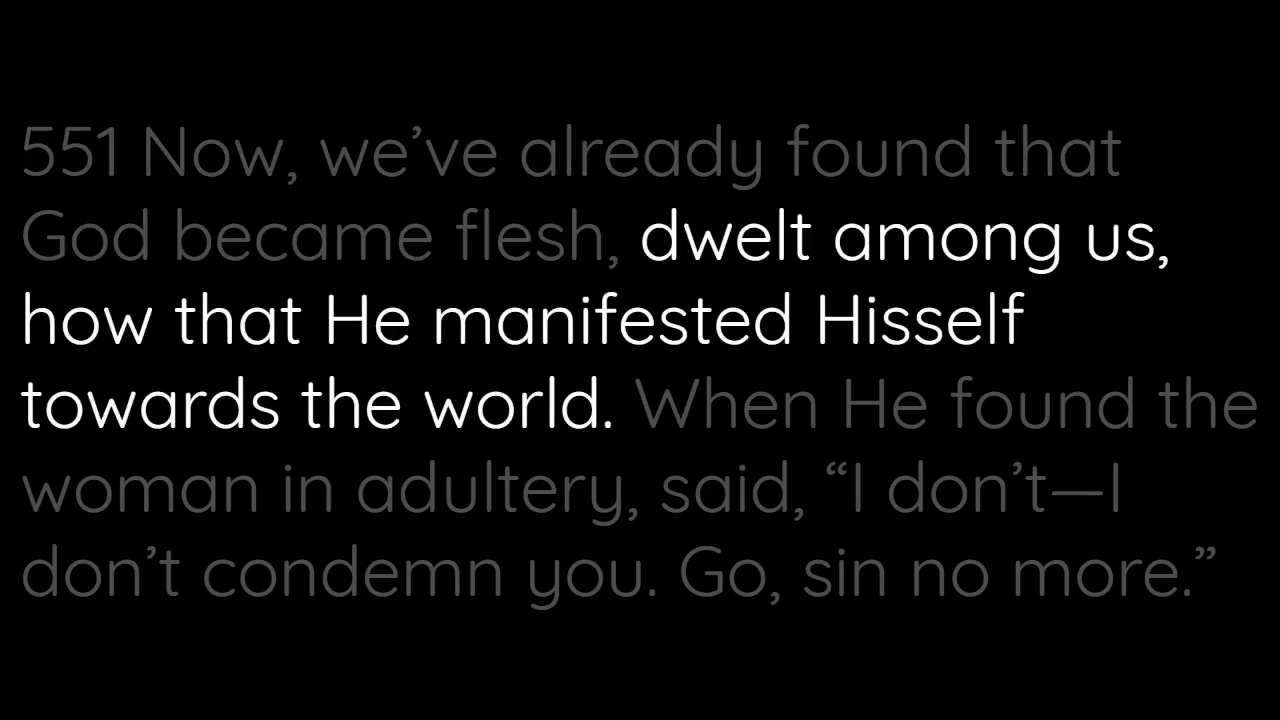 551 Now, we’ve already found that
God became flesh, dwelt among us,
how that He manifested Hisself
towards the world. When He found the
woman in adultery, said, “I don’t—I
don’t condemn you. Go, sin no more.”